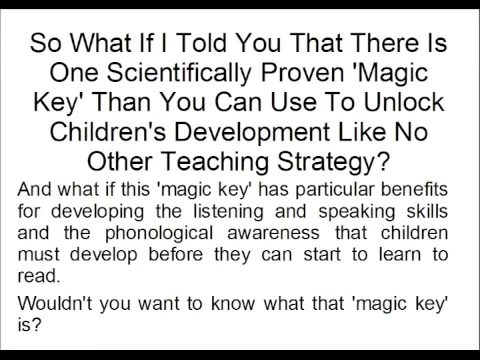 So What If I Told You That There Is
One Scientifically Proven 'Magic
Key' Than You Can Use To Unlock
Children's Development Like No
Other Teaching Strategy?
And what if this 'magic key' has particular benefits
for developing the listening and speaking skills
and the phonological awareness that children
must develop before they can start to learn to
read.
Wouldn't you want to know what that 'magic key'
is?